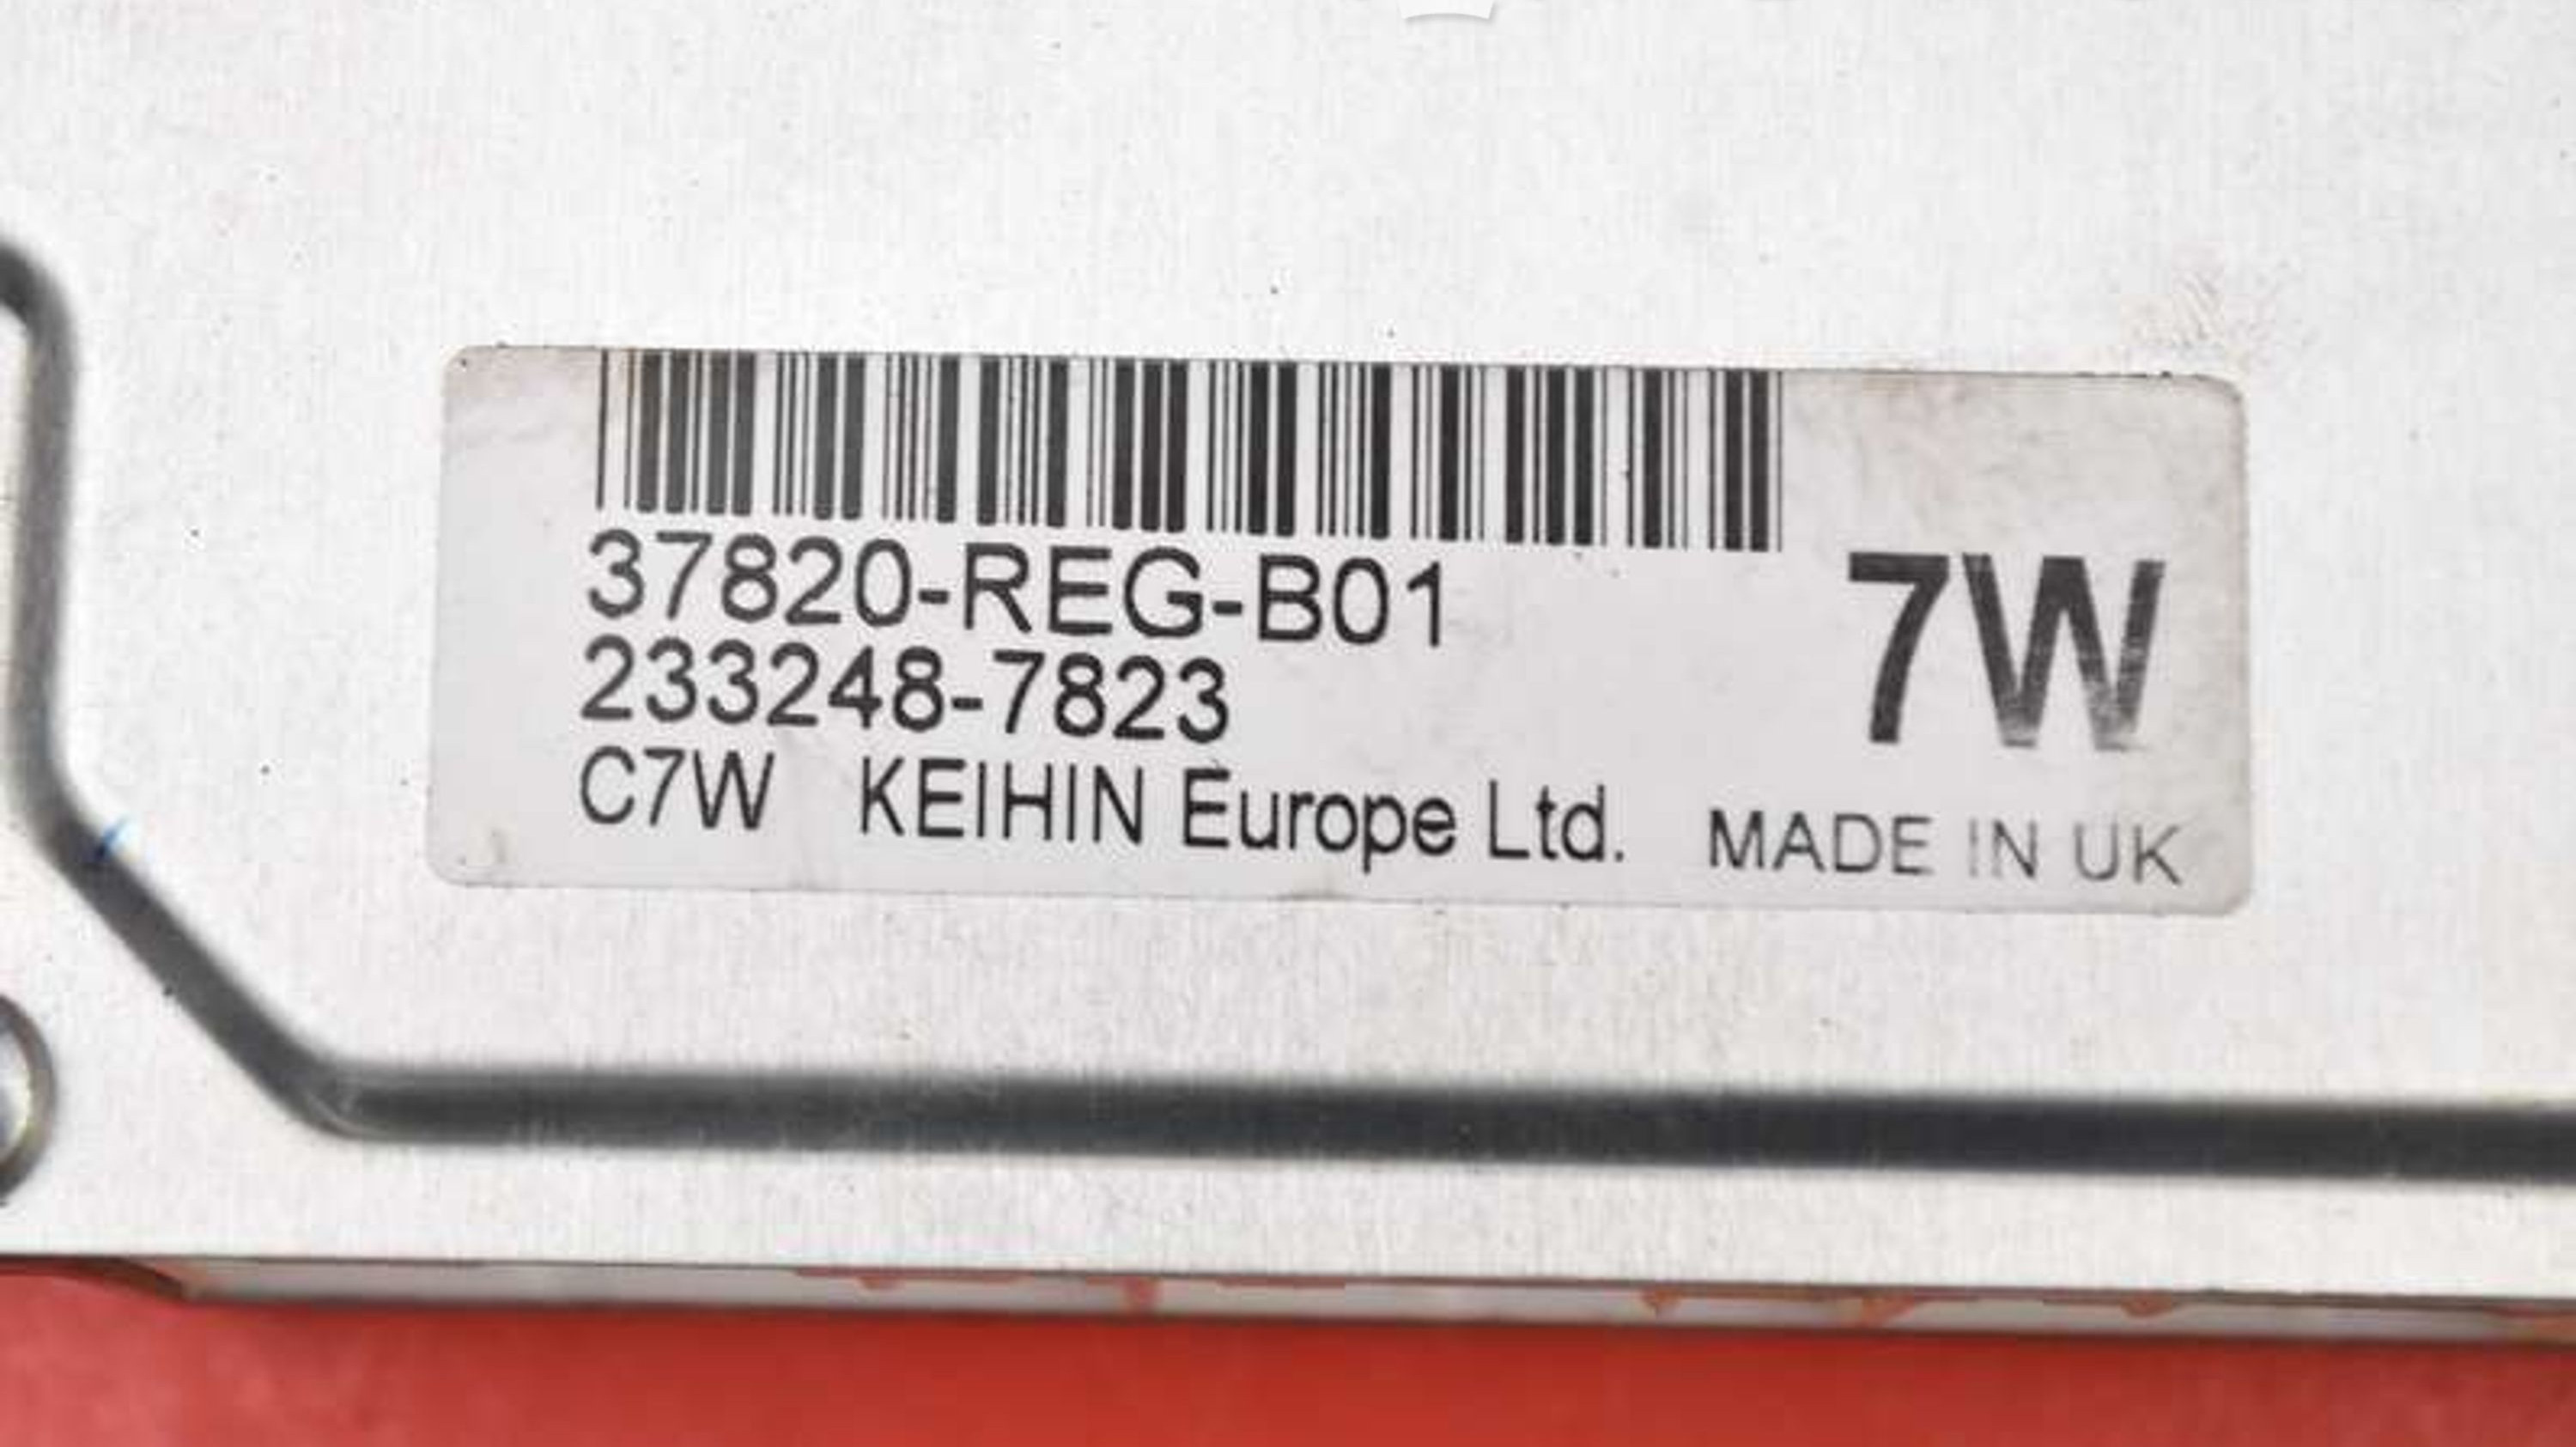 37820-REG-B01
7W
233248-7823
C7W KEIHIN Europe Ltd. MADE IN UK